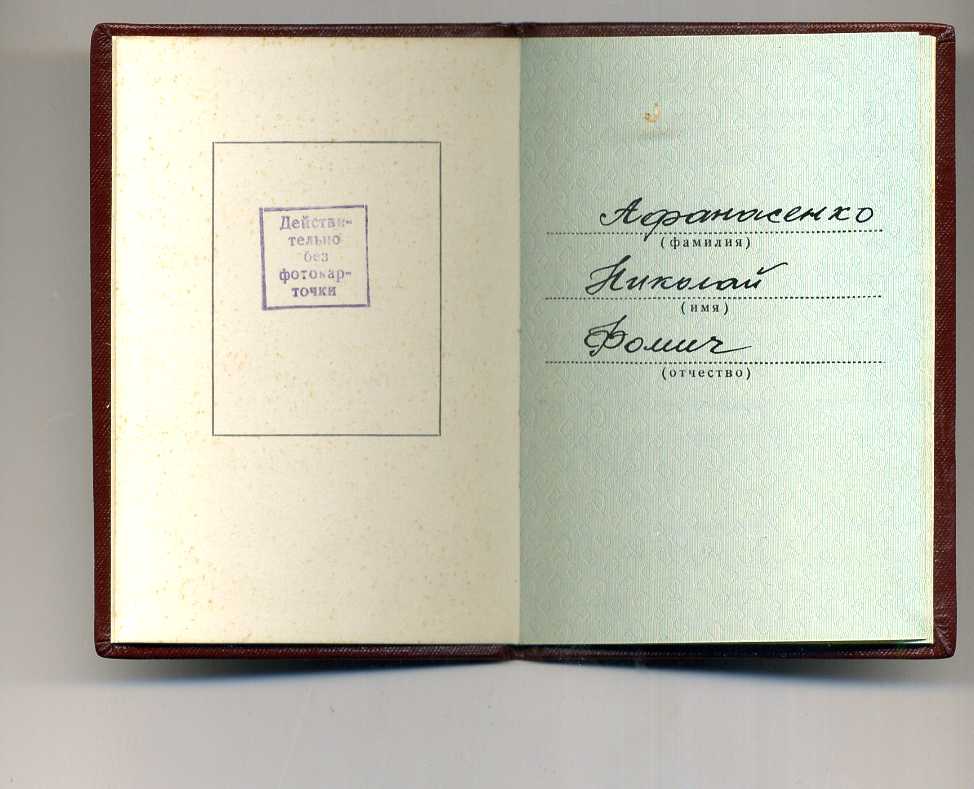 Действи-
тельно
без
фотокар-
точки
Афанасенко
(фамилия)
Николай
(имя)
Фомич
(отчество)